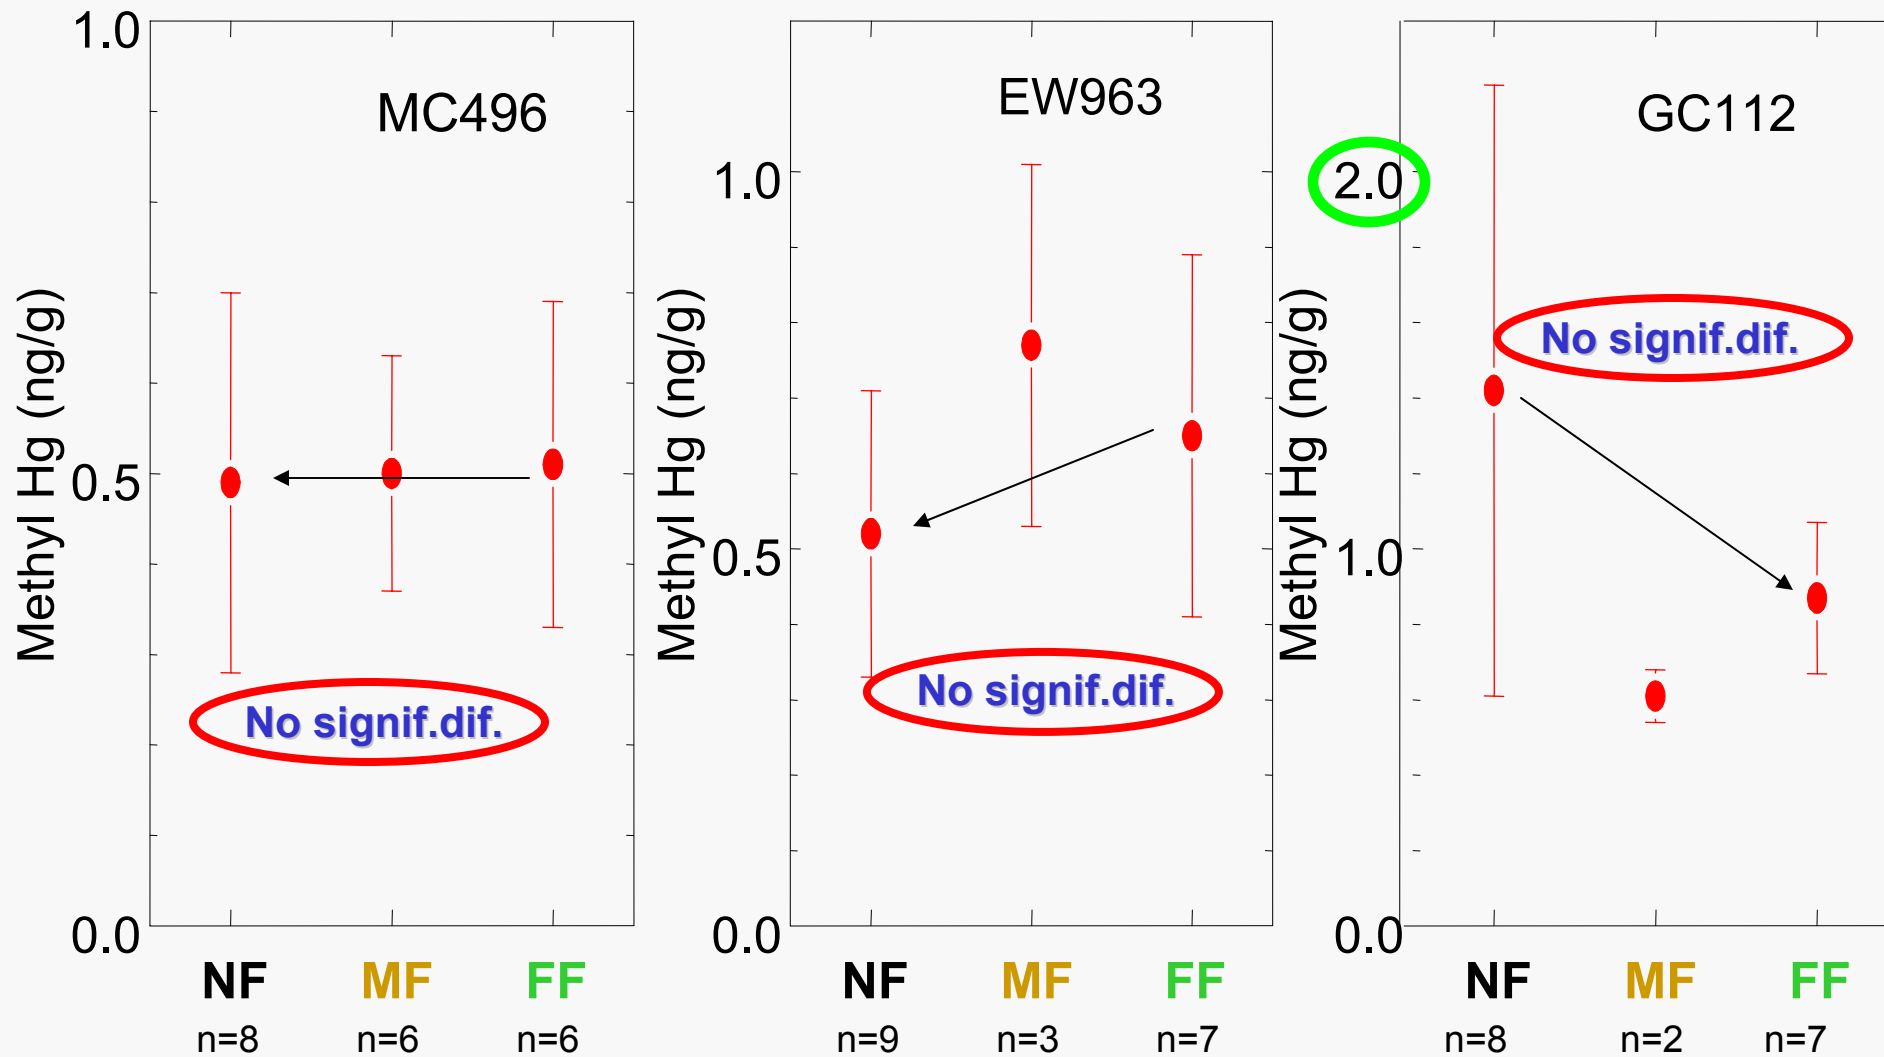 MC496
Methyl Hg (ng/g)
1.0
0.5
0.0
No signif.dif.
NF
MF
FF
n=8
n=6
n=6
EW963
Methyl Hg (ng/g)
1.0
0.5
0.0
No signif.dif.
NF
MF
FF
n=9
n=3
n=7
GC112
Methyl Hg (ng/g)
2.0
1.0
0.0
No signif.dif.
NF
MF
FF
n=8
n=2
n=7